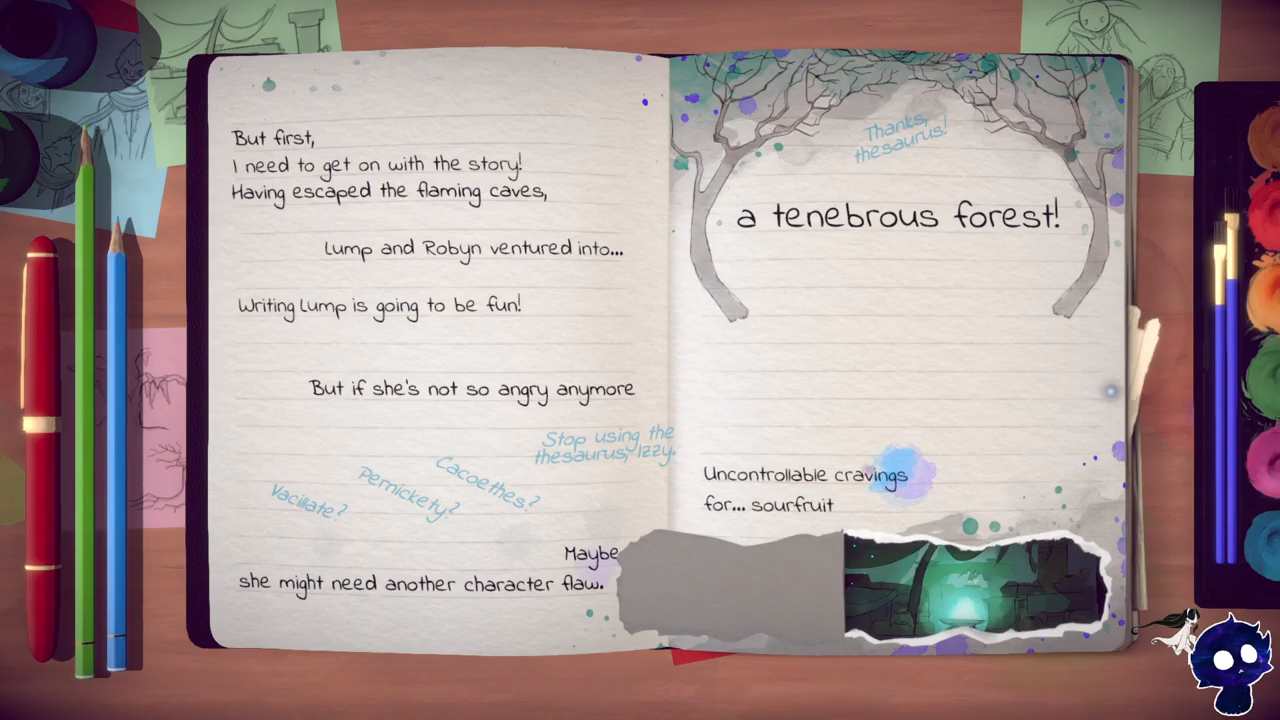 But first,
I need to get on with the story!
Having escaped the flaming caves,
Lump and Robyn ventured into...
Writing Lump is going to be fun!
But if she's not so angry anymore
Stop using the
thesaurus, Izzy.
Cacoethes?
Pernickety?
Vacillate?
Maybe
she might need another character flaw.
Thanks,
thesaurus!
a tenebrous forest!
Uncontrollable cravings
for... sourfruit